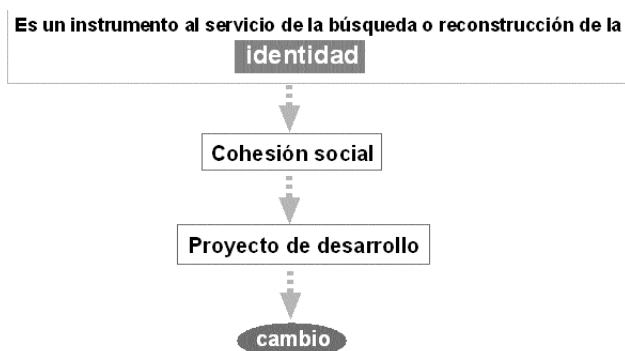 Es un instrumento al servicio de la búsqueda o reconstrucción de la
identidad
Cohesión social
Proyecto de desarrollo
cambio